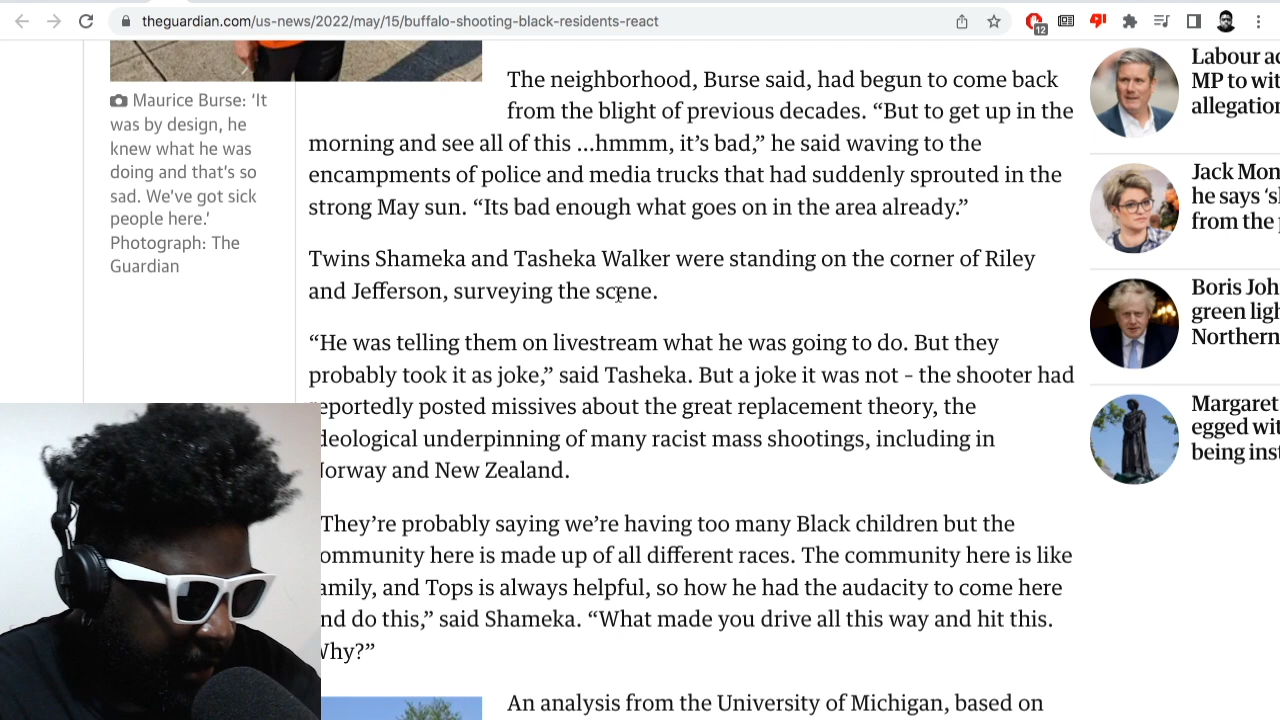 theguardian.com/us-news/2022/may/15/buffalo-shooting-black-residents-react
12
Maurice Burse: ‘It
was by design, he
knew what he was
doing and that’s so
sad. We’ve got sick
people here.’
Photograph: The
Guardian
The neighborhood, Burse said, had begun to come back
from the blight of previous decades. “But to get up in the
morning and see all of this ...hmmm, it’s bad,” he said waving to the
encampments of police and media trucks that had suddenly sprouted in the
strong May sun. “Its bad enough what goes on in the area already.”
Twins Shameka and Tasheka Walker were standing on the corner of Riley
and Jefferson, surveying the scene.
“He was telling them on livestream what he was going to do. But they
probably took it as joke,” said Tasheka. But a joke it was not – the shooter had
eportedly posted missives about the great replacement theory, the
deological underpinning of many racist mass shootings, including in
Norway and New Zealand.
They’re probably saying we’re having too many Black children but the
ommunity here is made up of all different races. The community here is like
amily, and Tops is always helpful, so how he had the audacity to come here
nd do this,” said Shameka. “What made you drive all this way and hit this.
Why?”
An analysis from the University of Michigan, based on
Labour ac
MP to wit
allegation
Jack Mon
he says ‘sl
from the
Boris Joh
green ligh
Northern
Margaret
egged wit
being inst